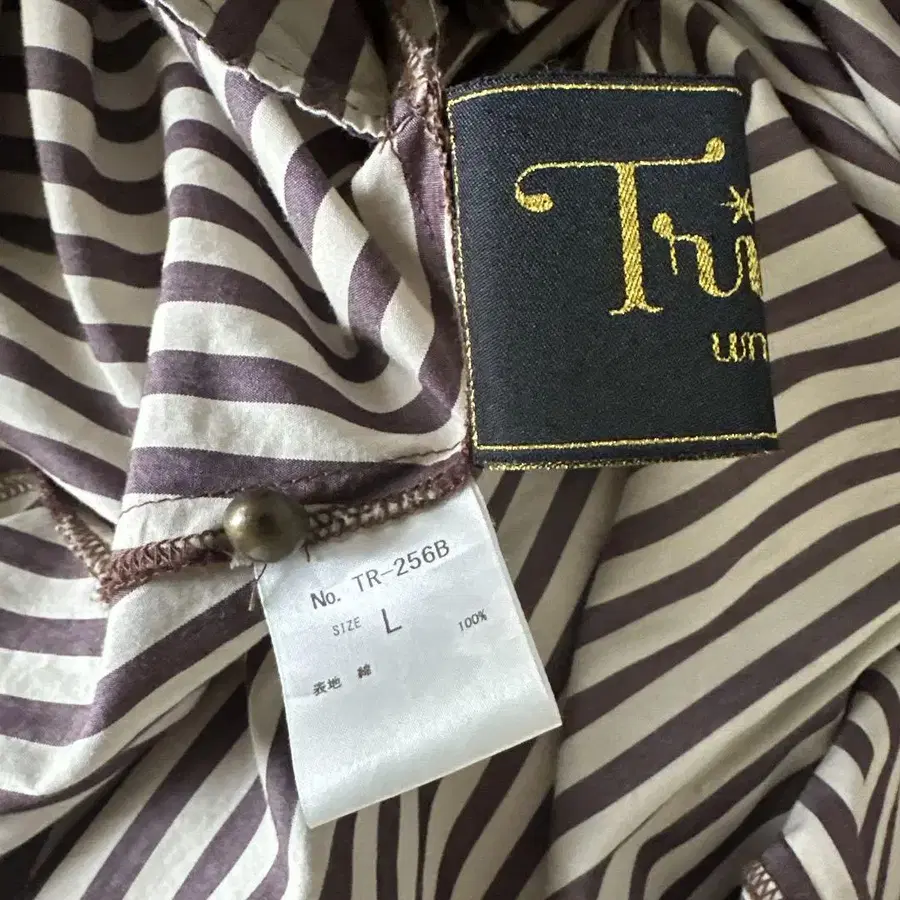 Tri
un
No. TR-256B
SIZE L 100%
表地 綿